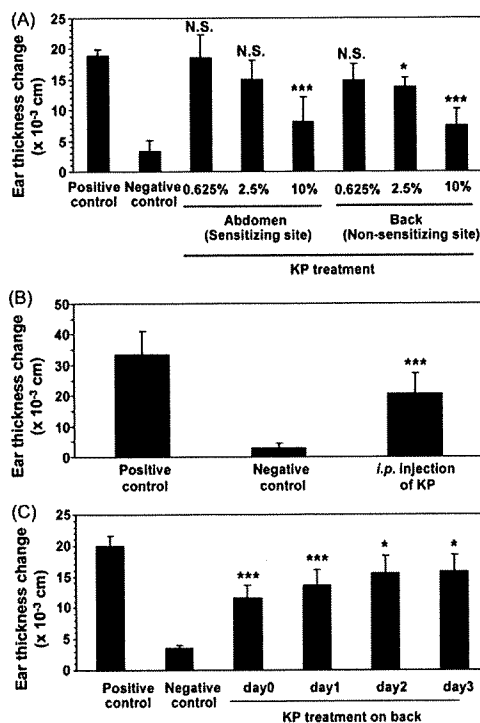 (A)
Ear thickness change
(x 10⁻³ cm)
25
20
15
10
5
0
N.S.
N.S.
***
N.S.
*
***
Positive control
Negative control
0.625%
2.5%
10%
0.625%
2.5%
10%
Abdomen
(Sensitizing site)
Back
(Non-sensitizing site)
KP treatment
(B)
Ear thickness change
(x 10⁻³ cm)
50
40
30
20
10
0
***
Positive control
Negative control
i.p. injection of KP
(C)
Ear thickness change
(x 10⁻³ cm)
25
20
15
10
5
0
***
***
*
*
Positive control
Negative control
day0
day1
day2
day3
KP treatment on back